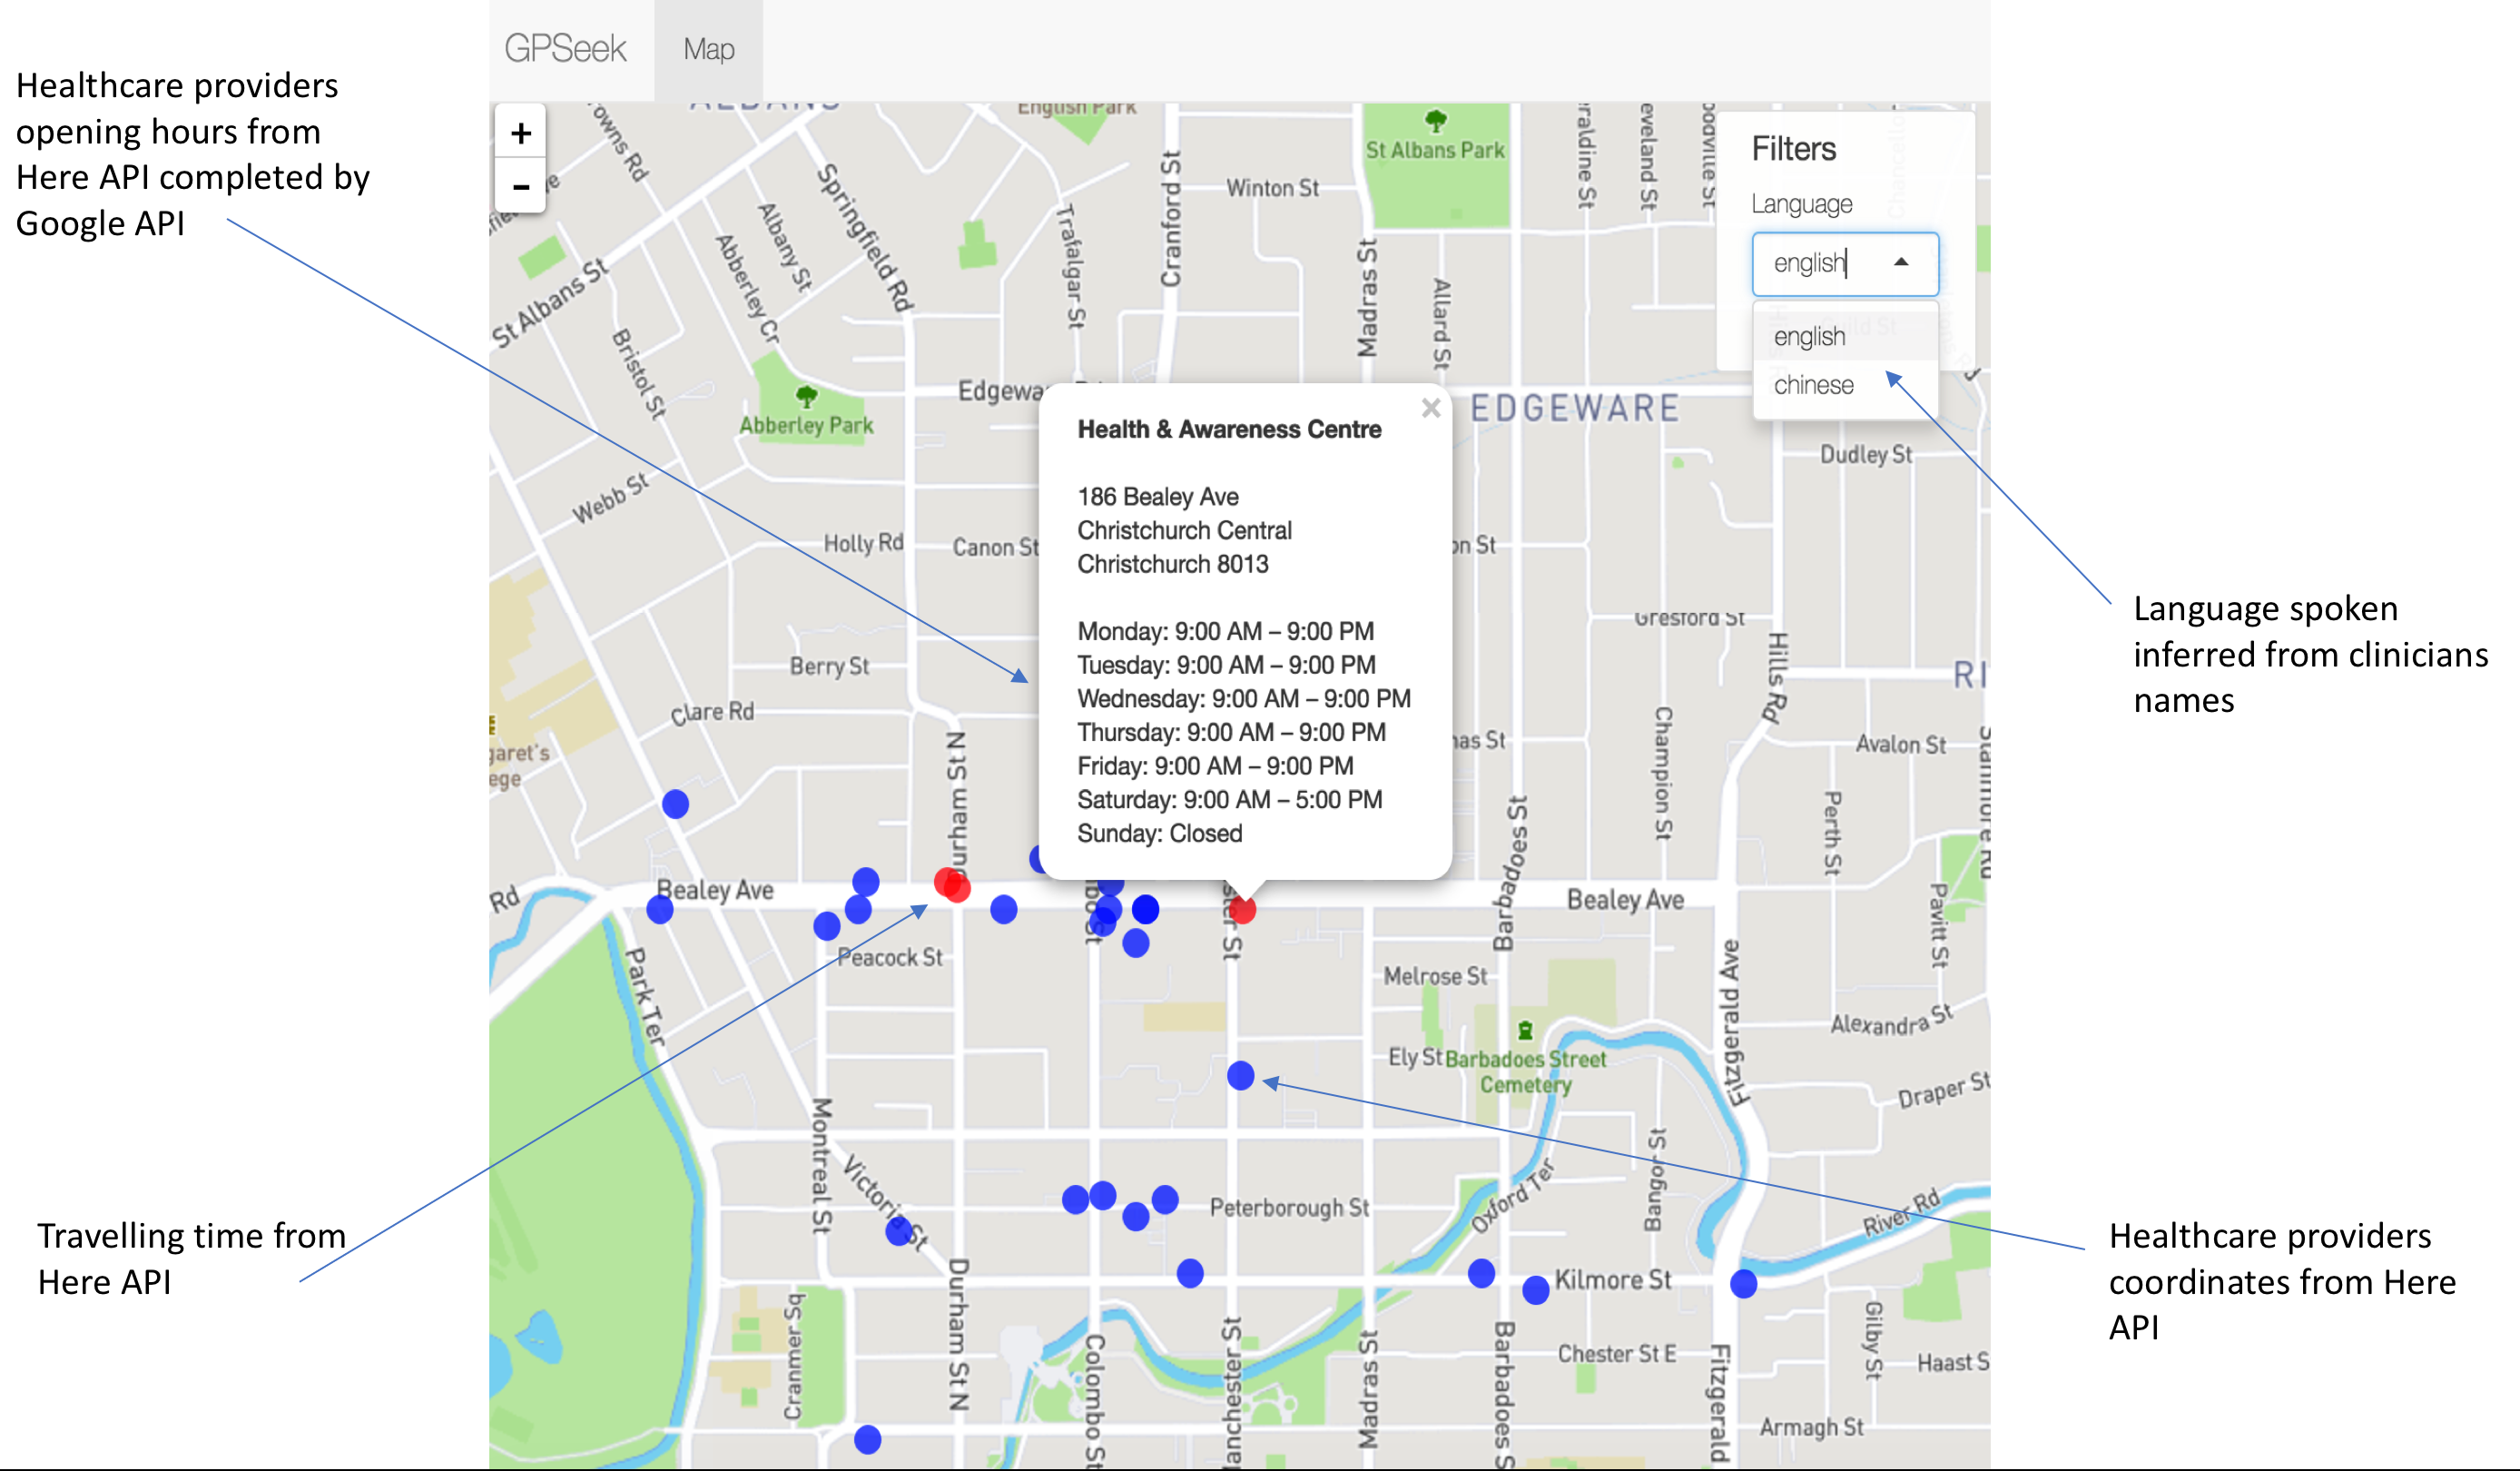 GPSeek
Map
Healthcare providers
opening hours from
Here API completed by
Google API
Travelling time from
Here API
Language spoken
inferred from clinicians
names
Healthcare providers
coordinates from Here
API
+
-
Filters
Language
english
english
chinese
×
Health & Awareness Centre
186 Bealey Ave
Christchurch Central
Christchurch 8013
Monday: 9:00 AM – 9:00 PM
Tuesday: 9:00 AM – 9:00 PM
Wednesday: 9:00 AM – 9:00 PM
Thursday: 9:00 AM – 9:00 PM
Friday: 9:00 AM – 9:00 PM
Saturday: 9:00 AM – 5:00 PM
Sunday: Closed
English Park
St Albans Park
Winton St
Cranford St
Springfield Rd
Albany St
Abberley Cr
Trafalgar St
Madras St
Allard St
St Albans St
Bristol St
Abberley Park
EDGEWARE
Dudley St
Webb St
Holly Rd
Canon St
Gresford St
Hills Rd
Berry St
Clare Rd
Durham St N
Champion St
Avalon St
Perth St
Barbadoes St
Bealey Ave
Bealey Ave
Rd
Pavitt St
Peacock St
Park Ter
Melrose St
Fitzgerald Ave
Alexandra St
Ely St
Barbadoes Street
Cemetery
Draper St
Montreal St
Victoria St
Bangor St
Oxford Ter
Peterborough St
River Rd
Kilmore St
Durham St N
Cranmer Sq
Colombo St
Madras St
Chester St E
Gilby St
Haast S
Fitzgerald
Barbadoes S
Armagh St